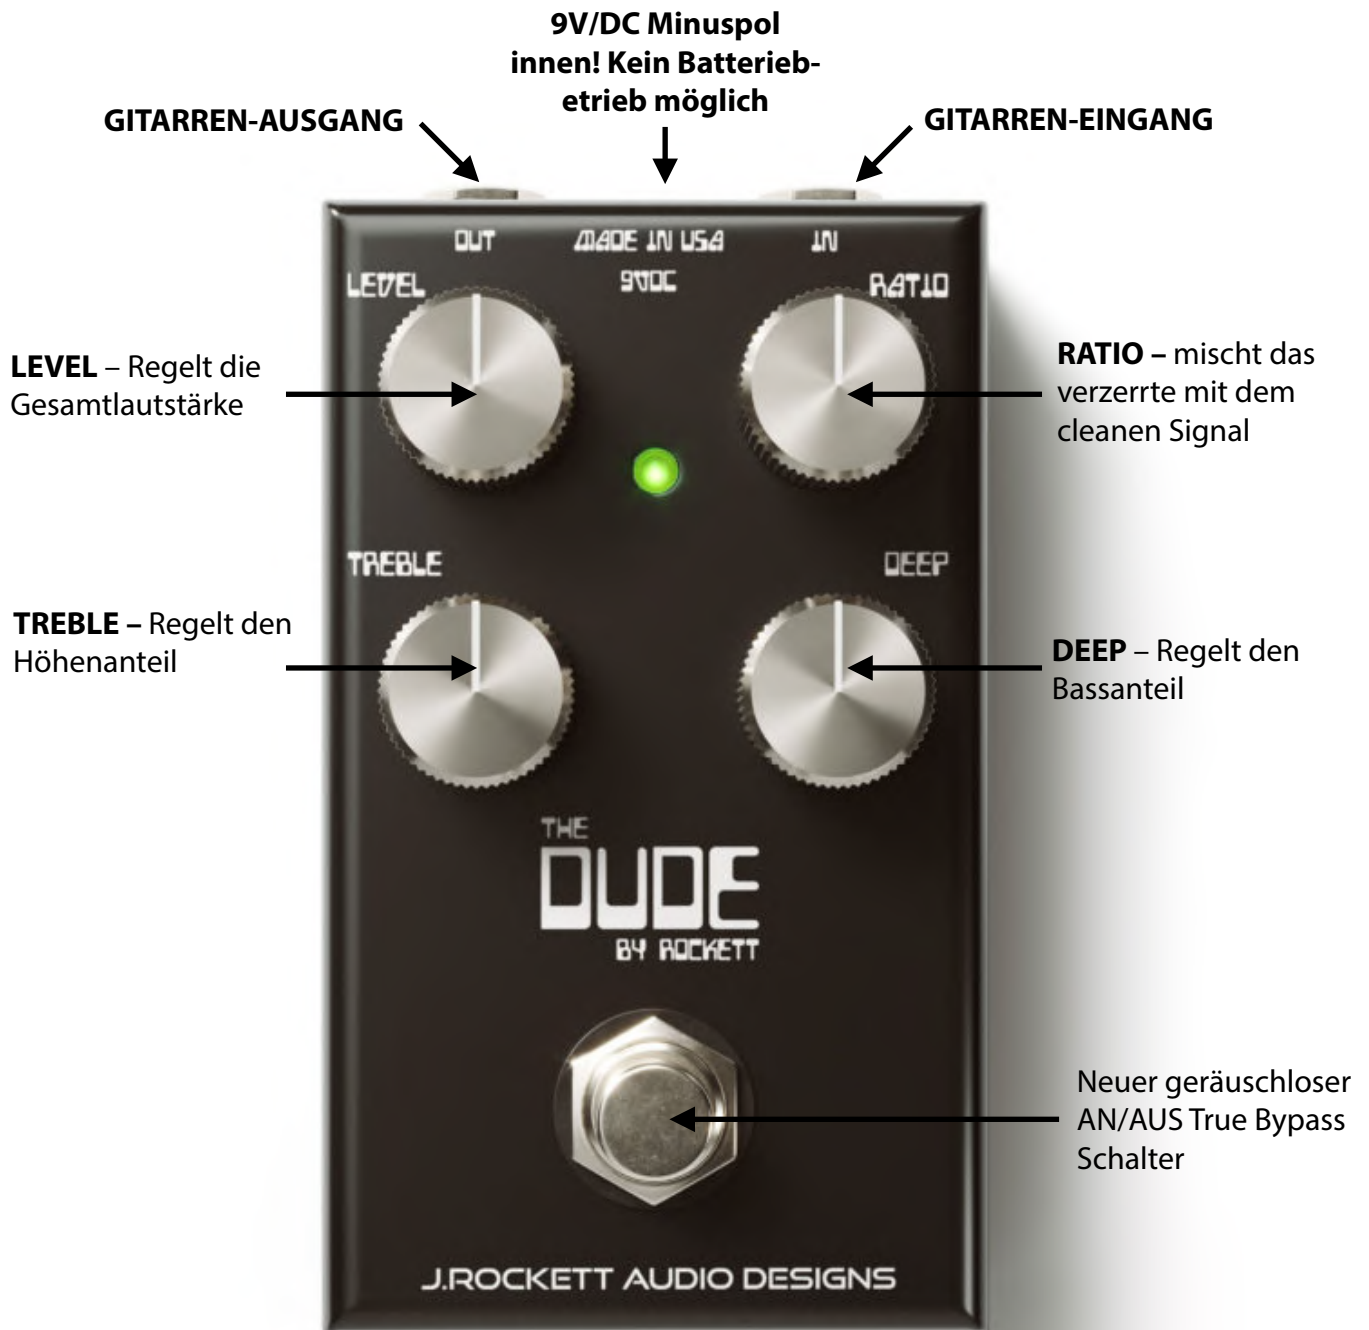 9V/DC Minuspol
innen! Kein Batterieb-
etrieb möglich
GITARREN-AUSGANG
GITARREN-EINGANG
OUT
MADE IN USA
IN
LEVEL
9VDC
RATIO
LEVEL – Regelt die
Gesamtlautstärke
RATIO – mischt das
verzerrte mit dem
cleanen Signal
TREBLE
DEEP
TREBLE – Regelt den
Höhenanteil
DEEP – Regelt den
Bassanteil
THE
DUDE
BY ROCKETT
Neuer geräuschloser
AN/AUS True Bypass
Schalter
J.ROCKETT AUDIO DESIGNS